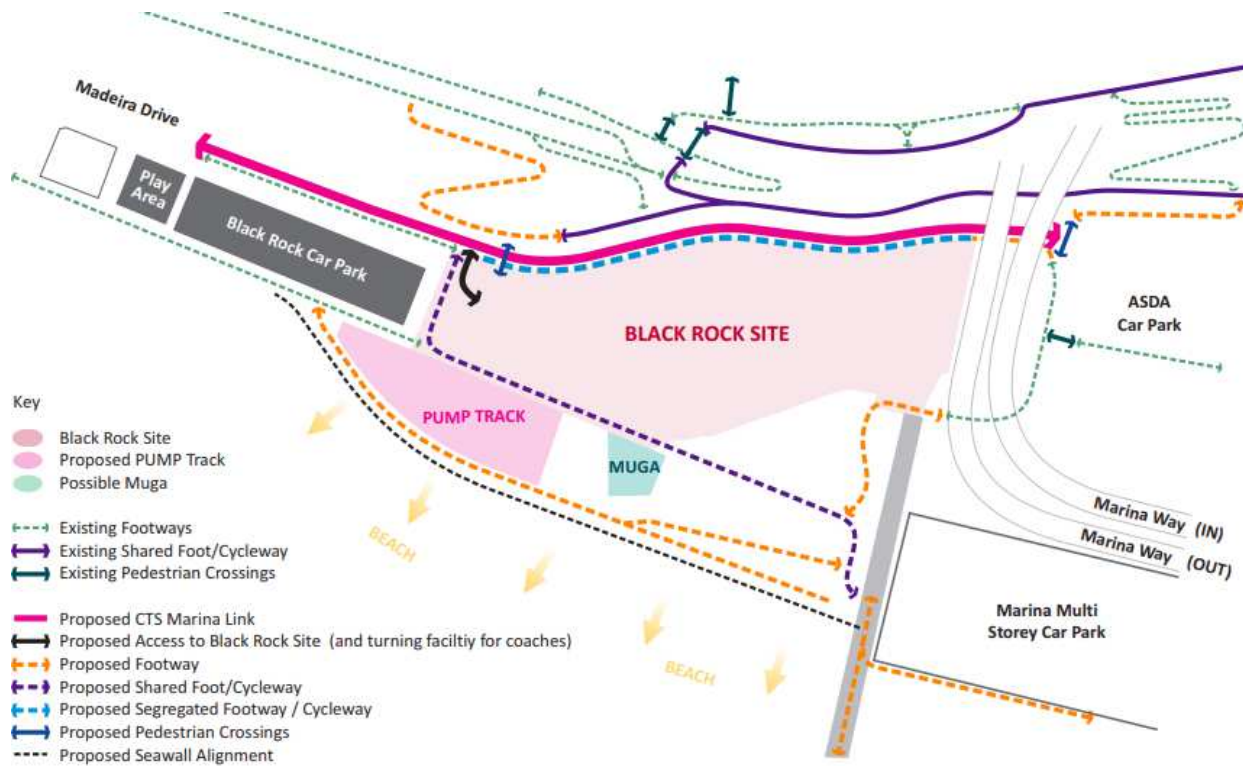 Madeira Drive
Play
Area
Black Rock Car Park
ASDA
Car Park
BLACK ROCK SITE
PUMP TRACK
MUGA
BEACH
BEACH
Marina Way (IN)
Marina Way (OUT)
Marina Multi
Storey Car Park
Key
Black Rock Site
Proposed PUMP Track
Possible Muga
Existing Footways
Existing Shared Foot/Cycleway
Existing Pedestrian Crossings
Proposed CTS Marina Link
Proposed Access to Black Rock Site (and turning faciltiy for coaches)
Proposed Footway
Proposed Shared Foot/Cycleway
Proposed Segregated Footway / Cycleway
Proposed Pedestrian Crossings
Proposed Seawall Alignment